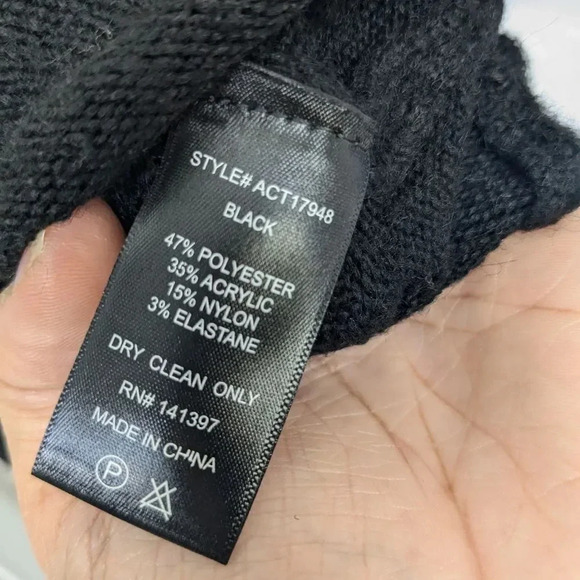 STYLE# ACT17948
BLACK
47% POLYESTER
35% ACRYLIC
15% NYLON
3% ELASTANE
DRY CLEAN ONLY
RN# 141397
MADE IN CHINA
P